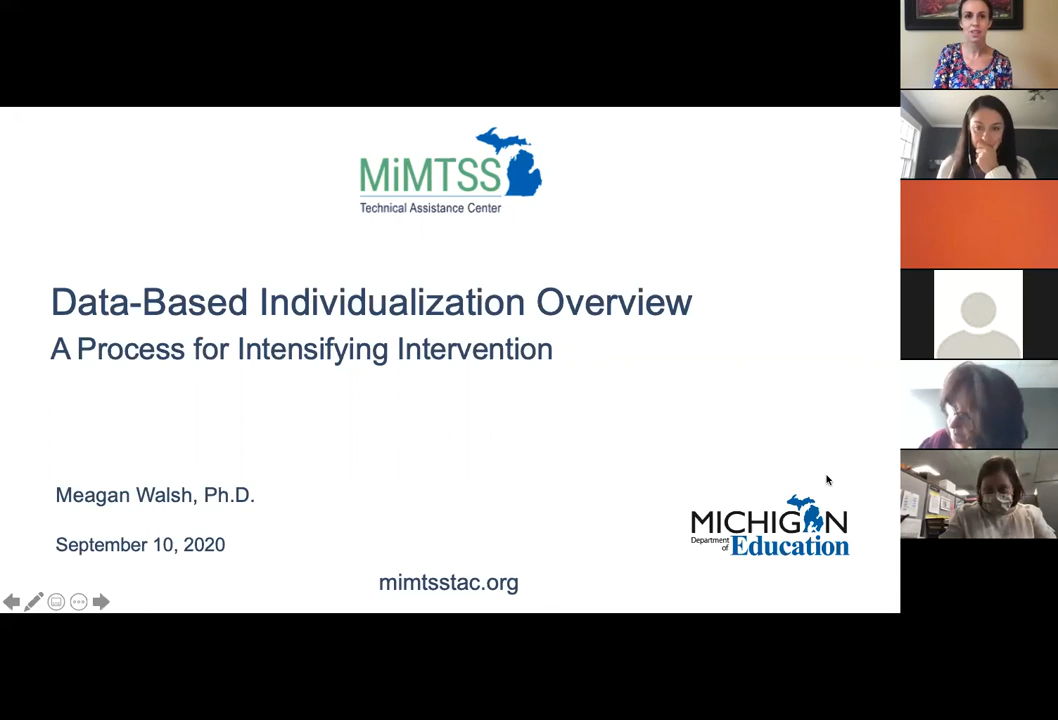 MiMTSS
Technical Assistance Center
Data-Based Individualization Overview
A Process for Intensifying Intervention
Meagan Walsh, Ph.D.
September 10, 2020
MICHIGAN
Department
of Education
mimtsstac.org